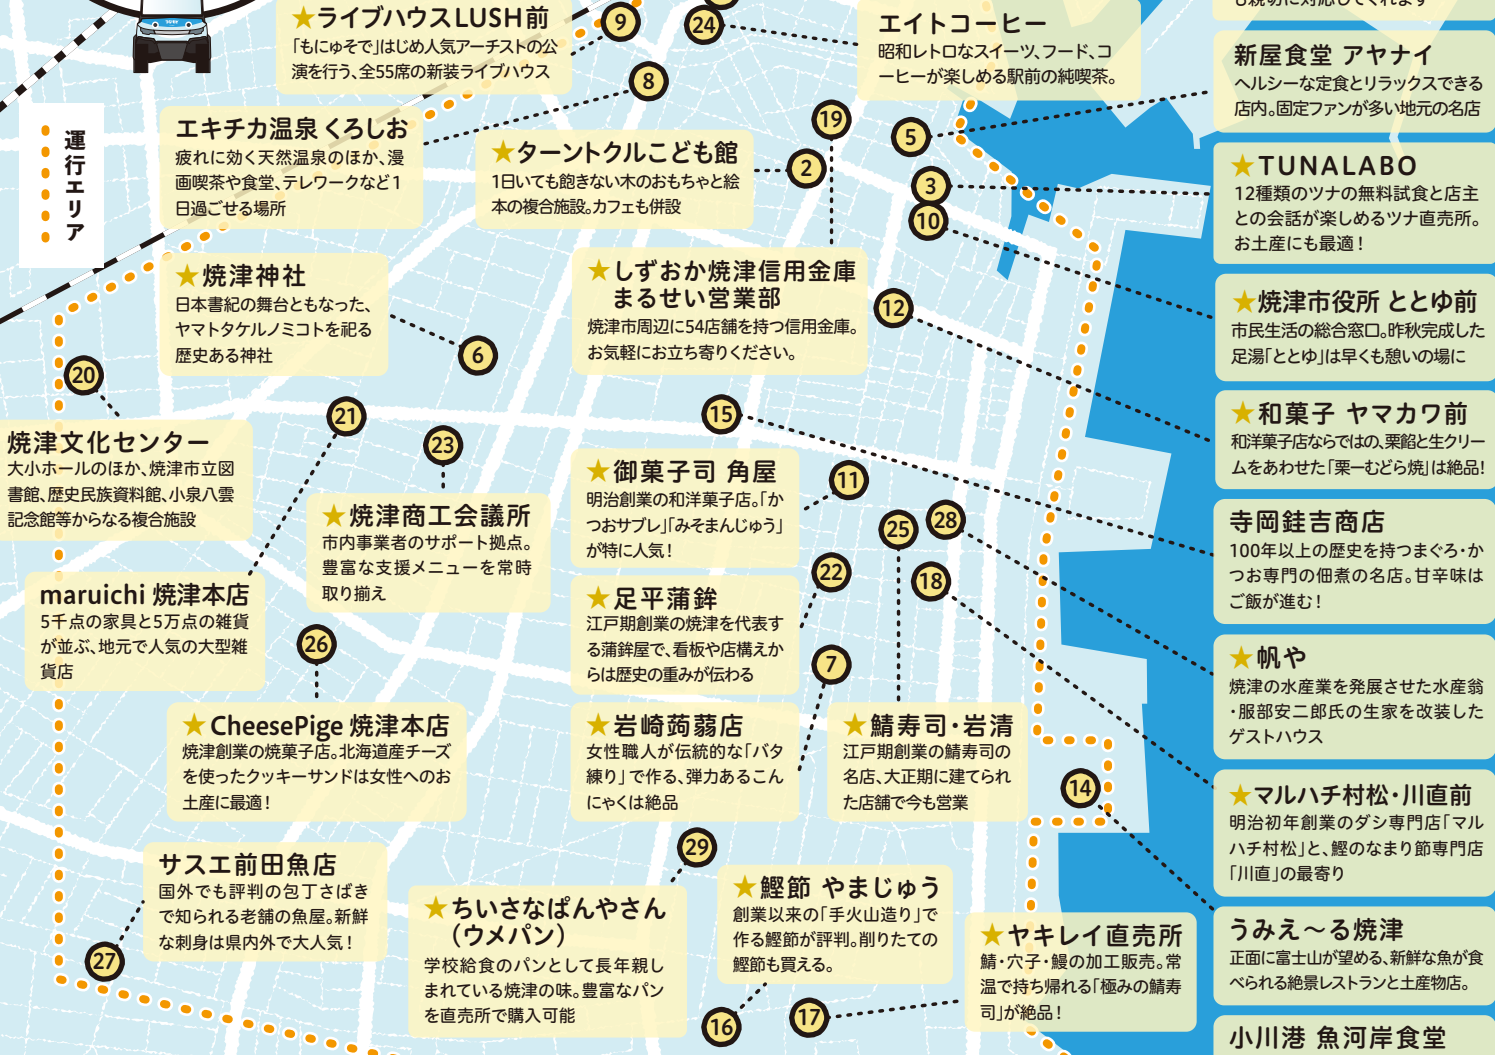 ★ライブハウスLUSH前
「もにゅそで」はじめ人気アーチストの公
演を行う、全55席の新装ライブハウス
9
24
エイトコーヒー
昭和レトロなスイーツ、フード、コ
ーヒーが楽しめる駅前の純喫茶。
新屋食堂 アヤナイ
ヘルシーな定食とリラックスできる
店内。固定ファンが多い地元の名店
運行エリア
エキチカ温泉 くろしお
疲れに効く天然温泉のほか、漫
画喫茶や食堂、テレワークなど1
日過ごせる場所
8
★ターントクルこども館
1日いても飽きない木のおもちゃと絵
本の複合施設。カフェも併設
19
2
5
3
10
★TUNALABO
12種類のツナの無料試食と店主
との会話が楽しめるツナ直売所。
お土産にも最適!
★焼津神社
日本書紀の舞台ともなった、
ヤマトタケルノミコトを祀る
歴史ある神社
6
★しずおか焼津信用金庫
まるせい営業部
焼津市周辺に54店舗を持つ信用金庫。
お気軽にお立ち寄りください。
12
★焼津市役所 ととゆ前
市民生活の総合窓口。昨秋完成した
足湯「ととゆ」は早くも憩いの場に
20
焼津文化センター
大小ホールのほか、焼津市立図
書館、歴史民族資料館、小泉八雲
記念館等からなる複合施設
21
23
15
★和菓子 ヤマカワ前
和洋菓子店ならではの、栗餡と生クリー
ムをあわせた「栗ーむどら焼」は絶品!
★焼津商工会議所
市内事業者のサポート拠点。
豊富な支援メニューを常時
取り揃え
★御菓子司 角屋
明治創業の和洋菓子店。「か
つおサブレ」「みそまんじゅう」
が特に人気!
11
25
28
18
寺岡銈吉商店
100年以上の歴史を持つまぐろ・か
つお専門の佃煮の名店。甘辛味は
ご飯が進む!
maruichi 焼津本店
5千点の家具と5万点の雑貨
が並ぶ、地元で人気の大型雑
貨店
★足平蒲鉾
江戸期創業の焼津を代表す
る蒲鉾屋で、看板や店構えか
らは歴史の重みが伝わる
22
7
26
★帆や
焼津の水産業を発展させた水産翁
・服部安二郎氏の生家を改装した
ゲストハウス
★CheesePige 焼津本店
焼津創業の焼菓子店。北海道産チーズ
を使ったクッキーサンドは女性へのお
土産に最適!
★岩崎蒟蒻店
女性職人が伝統的な「バタ
練り」で作る、弾力あるこん
にゃくは絶品
★鯖寿司・岩清
江戸期創業の鯖寿司の
名店、大正期に建てられ
た店舗で今も営業
14
★マルハチ村松・川直前
明治初年創業のダシ専門店「マル
ハチ村松」と、鰹のなまり節専門店
「川直」の最寄り
サスエ前田魚店
国外でも評判の包丁さばき
で知られる老舗の魚屋。新鮮
な刺身は県内外で大人気!
27
29
★ちいさなぱんやさん
(ウメパン)
学校給食のパンとして長年親し
まれている焼津の味。豊富なパン
を直売所で購入可能
★鰹節 やまじゅう
創業以来の「手火山造り」で
作る鰹節が評判。削りたての
鰹節も買える。
16
17
★ヤキレイ直売所
鯖・穴子・鰻の加工販売。常
温で持ち帰れる「極みの鯖寿
司」が絶品!
うみえ〜る焼津
正面に富士山が望める、新鮮な魚が食
べられる絶景レストランと土産物店。
小川港 魚河岸食堂